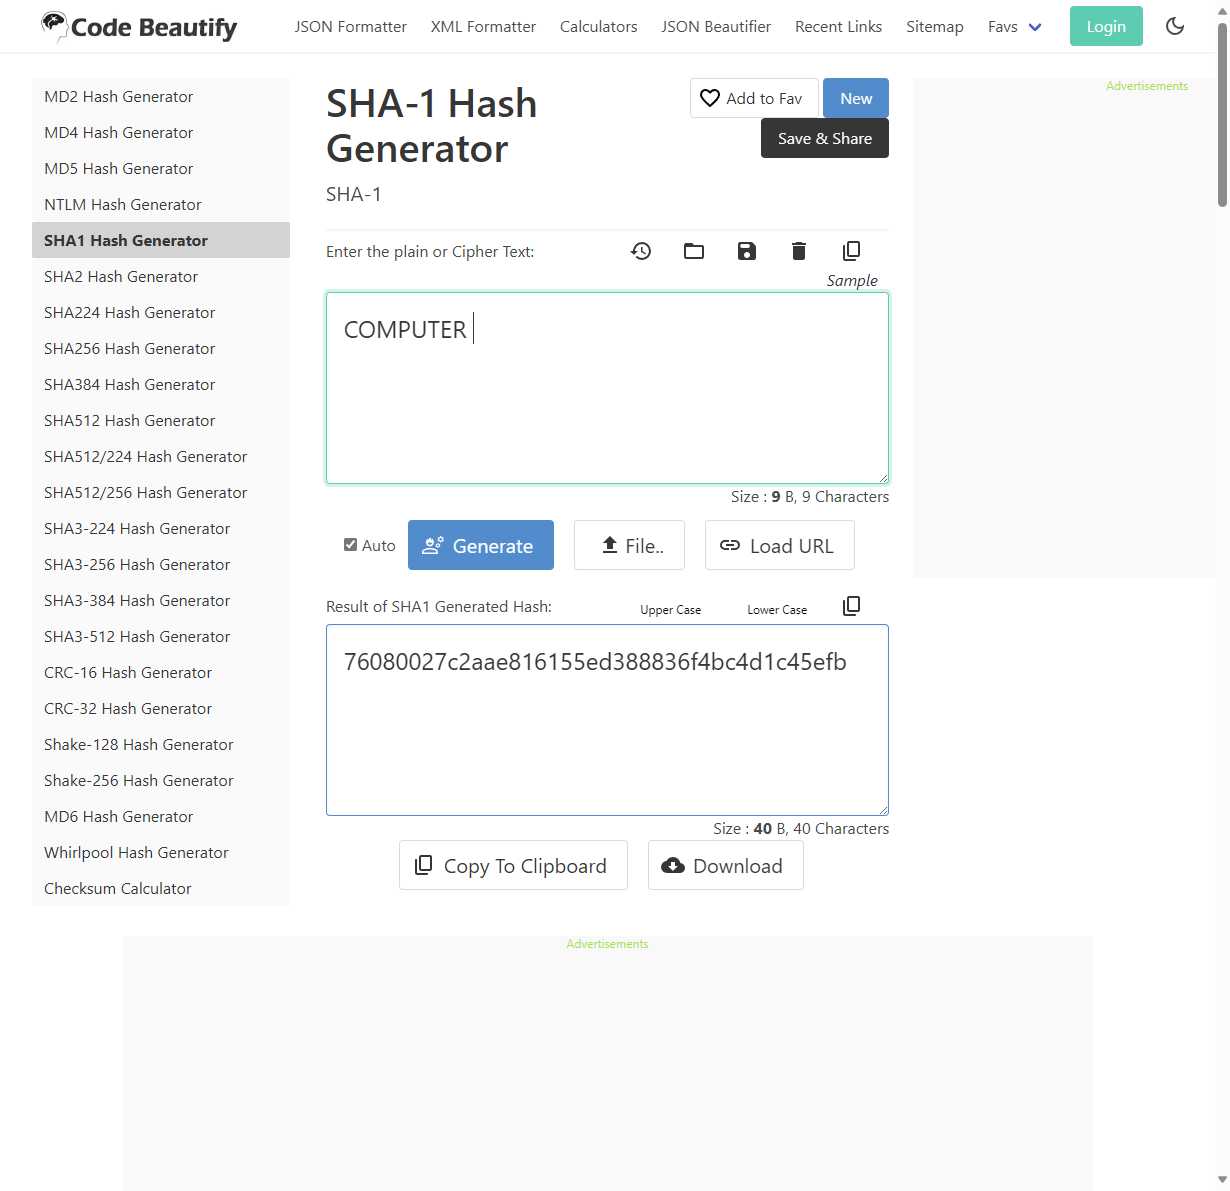 Code Beautify
JSON Formatter
XML Formatter
Calculators
JSON Beautifier
Recent Links
Sitemap
Favs
Login
MD2 Hash Generator
MD4 Hash Generator
MD5 Hash Generator
NTLM Hash Generator
SHA1 Hash Generator
SHA2 Hash Generator
SHA224 Hash Generator
SHA256 Hash Generator
SHA384 Hash Generator
SHA512 Hash Generator
SHA512/224 Hash Generator
SHA512/256 Hash Generator
SHA3-224 Hash Generator
SHA3-256 Hash Generator
SHA3-384 Hash Generator
SHA3-512 Hash Generator
CRC-16 Hash Generator
CRC-32 Hash Generator
Shake-128 Hash Generator
Shake-256 Hash Generator
MD6 Hash Generator
Whirlpool Hash Generator
Checksum Calculator
SHA-1 Hash
Generator
Add to Fav
New
Save & Share
SHA-1
Enter the plain or Cipher Text:
Sample
COMPUTER
Size : 9 B, 9 Characters
Auto
Generate
File..
Load URL
Result of SHA1 Generated Hash:
Upper Case
Lower Case
76080027c2aae816155ed388836f4bc4d1c45efb
Size : 40 B, 40 Characters
Copy To Clipboard
Download
Advertisements
Advertisements